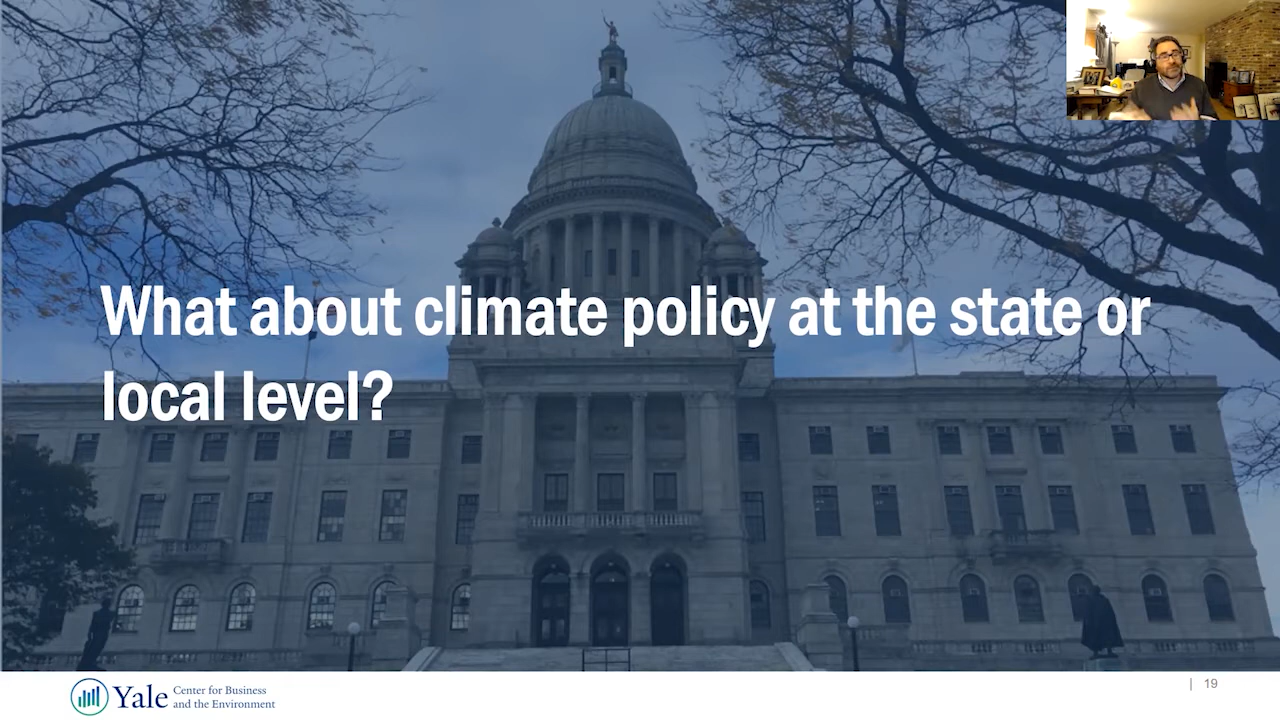 What about climate policy at the state or
local level?
Yale Center for Business
and the Environment
| 19